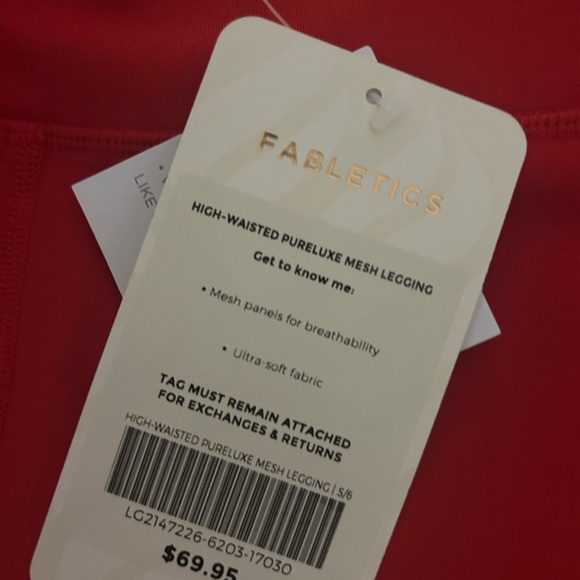 FABLETICS
HIGH-WAISTED PURELUXE MESH LEGGING
Get to know me:
• Mesh panels for breathability
• Ultra-soft fabric
TAG MUST REMAIN ATTACHED
FOR EXCHANGES & RETURNS
HIGH-WAISTED PURELUXE MESH LEGGING | S/6
LG2147226-6203-17030
$69.95
LIKE